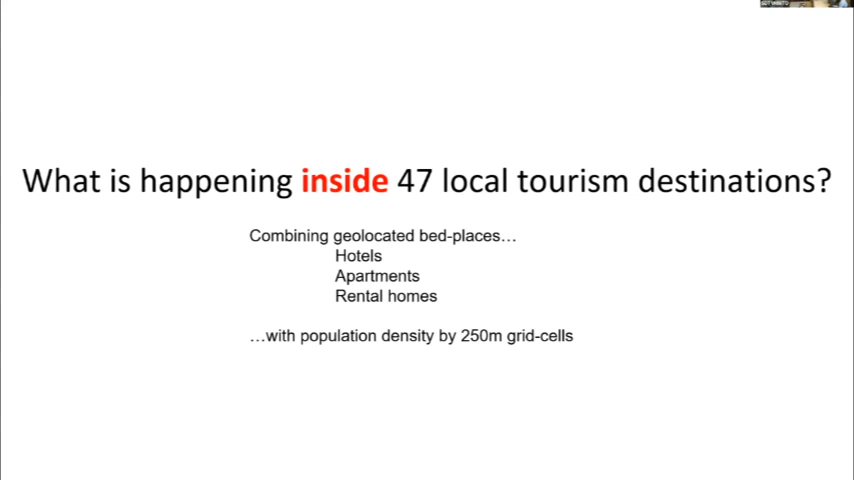 What is happening inside 47 local tourism destinations?
Combining geolocated bed-places…
Hotels
Apartments
Rental homes
…with population density by 250m grid-cells